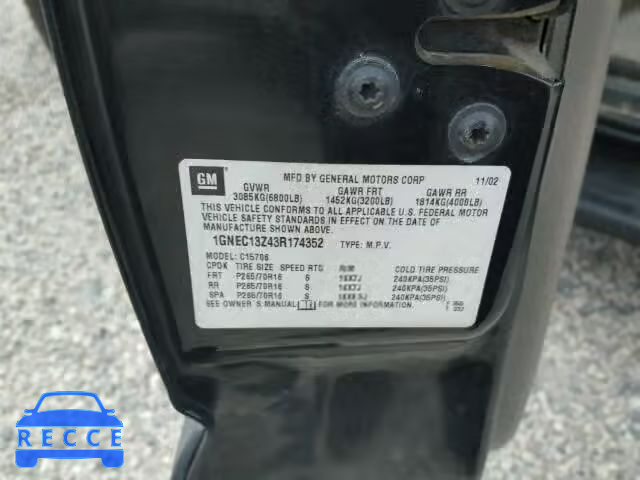 GM
MFD BY GENERAL MOTORS CORP 11/02
GVWR GAWR FRT GAWR RR
3085KG(6800LB) 1452KG(3200LB) 1814KG(4000LB)
THIS VEHICLE CONFORMS TO ALL APPLICABLE U.S. FEDERAL MOTOR
VEHICLE SAFETY STANDARDS IN EFFECT ON THE DATE OF
MANUFACTURE SHOWN ABOVE.
1GNEC13Z43R174352 TYPE: M.P.V.
MODEL: C15706
TIRE SIZE SPEED RTG RIM COLD TIRE PRESSURE
FRT P265/70R16 S 16X7J 240KPA(35PSI)
RR P265/70R16 S 16X7J 240KPA(35PSI)
SPA P265/70R16 S 240KPA(35PSI)
SEE OWNER'S MANUAL FOR MORE INFORMATION.
RECCE